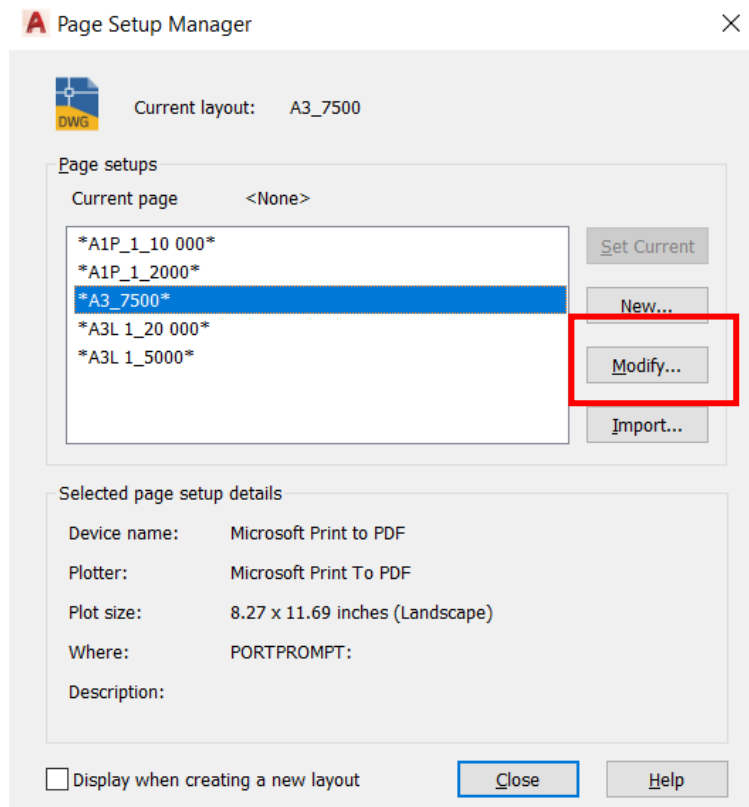 Page Setup Manager
DWG
Current layout: A3_7500
Page setups
Current page <None>
*A1P_1_10 000*
*A1P_1_2000*
*A3_7500*
*A3L 1_20 000*
*A3L 1_5000*
Set Current
New...
Modify...
Import...
Selected page setup details
Device name: Microsoft Print to PDF
Plotter: Microsoft Print To PDF
Plot size: 8.27 x 11.69 inches (Landscape)
Where: PORTPROMPT:
Description:
Display when creating a new layout
Close
Help